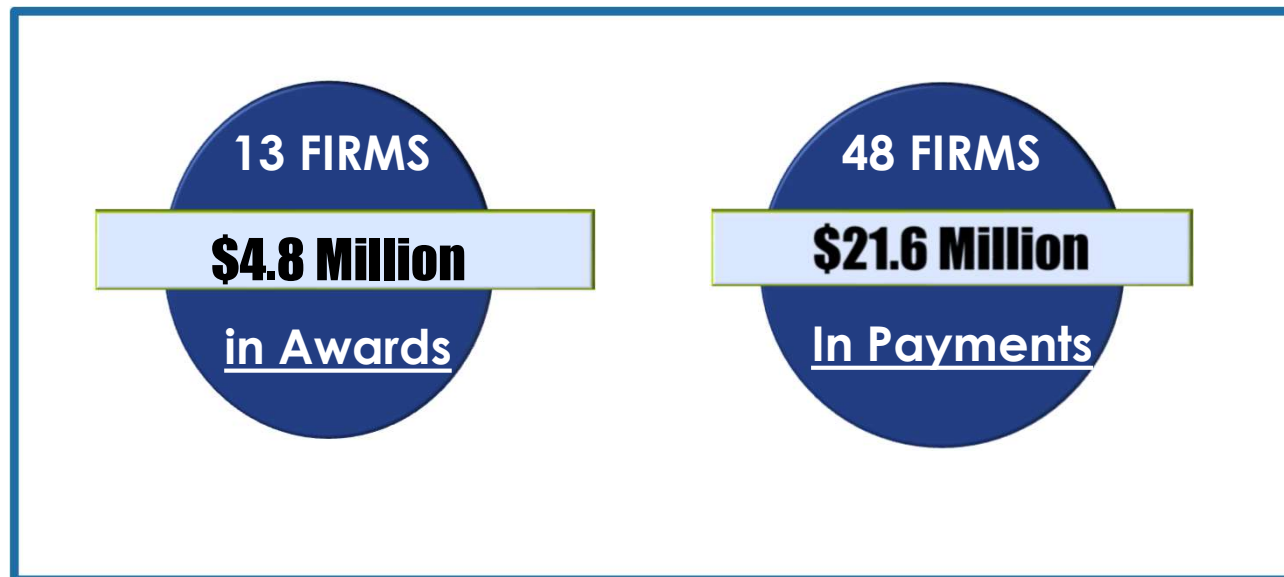 13 FIRMS
$4.8 Million
in Awards
48 FIRMS
$21.6 Million
In Payments